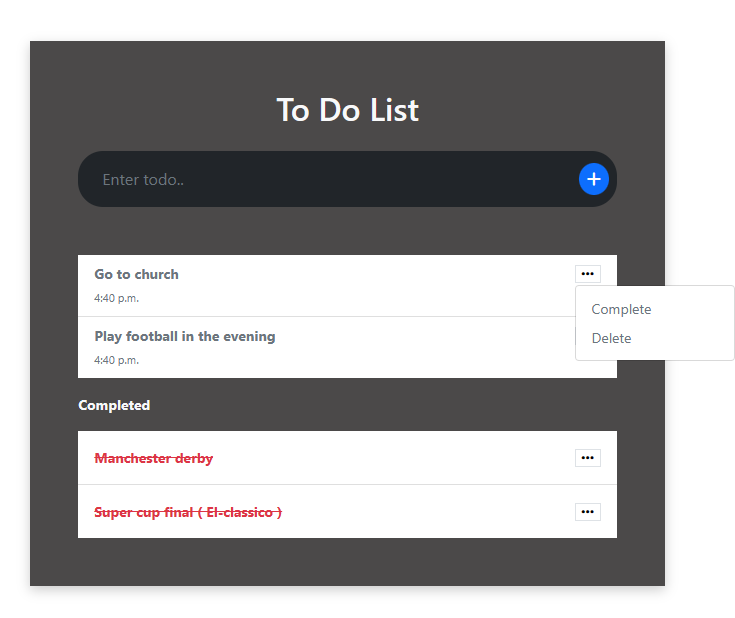 To Do List
Enter todo..
Go to church
4:40 p.m.
Complete
Delete
Play football in the evening
4:40 p.m.
Completed
Manchester derby
Super cup final ( El-classico )